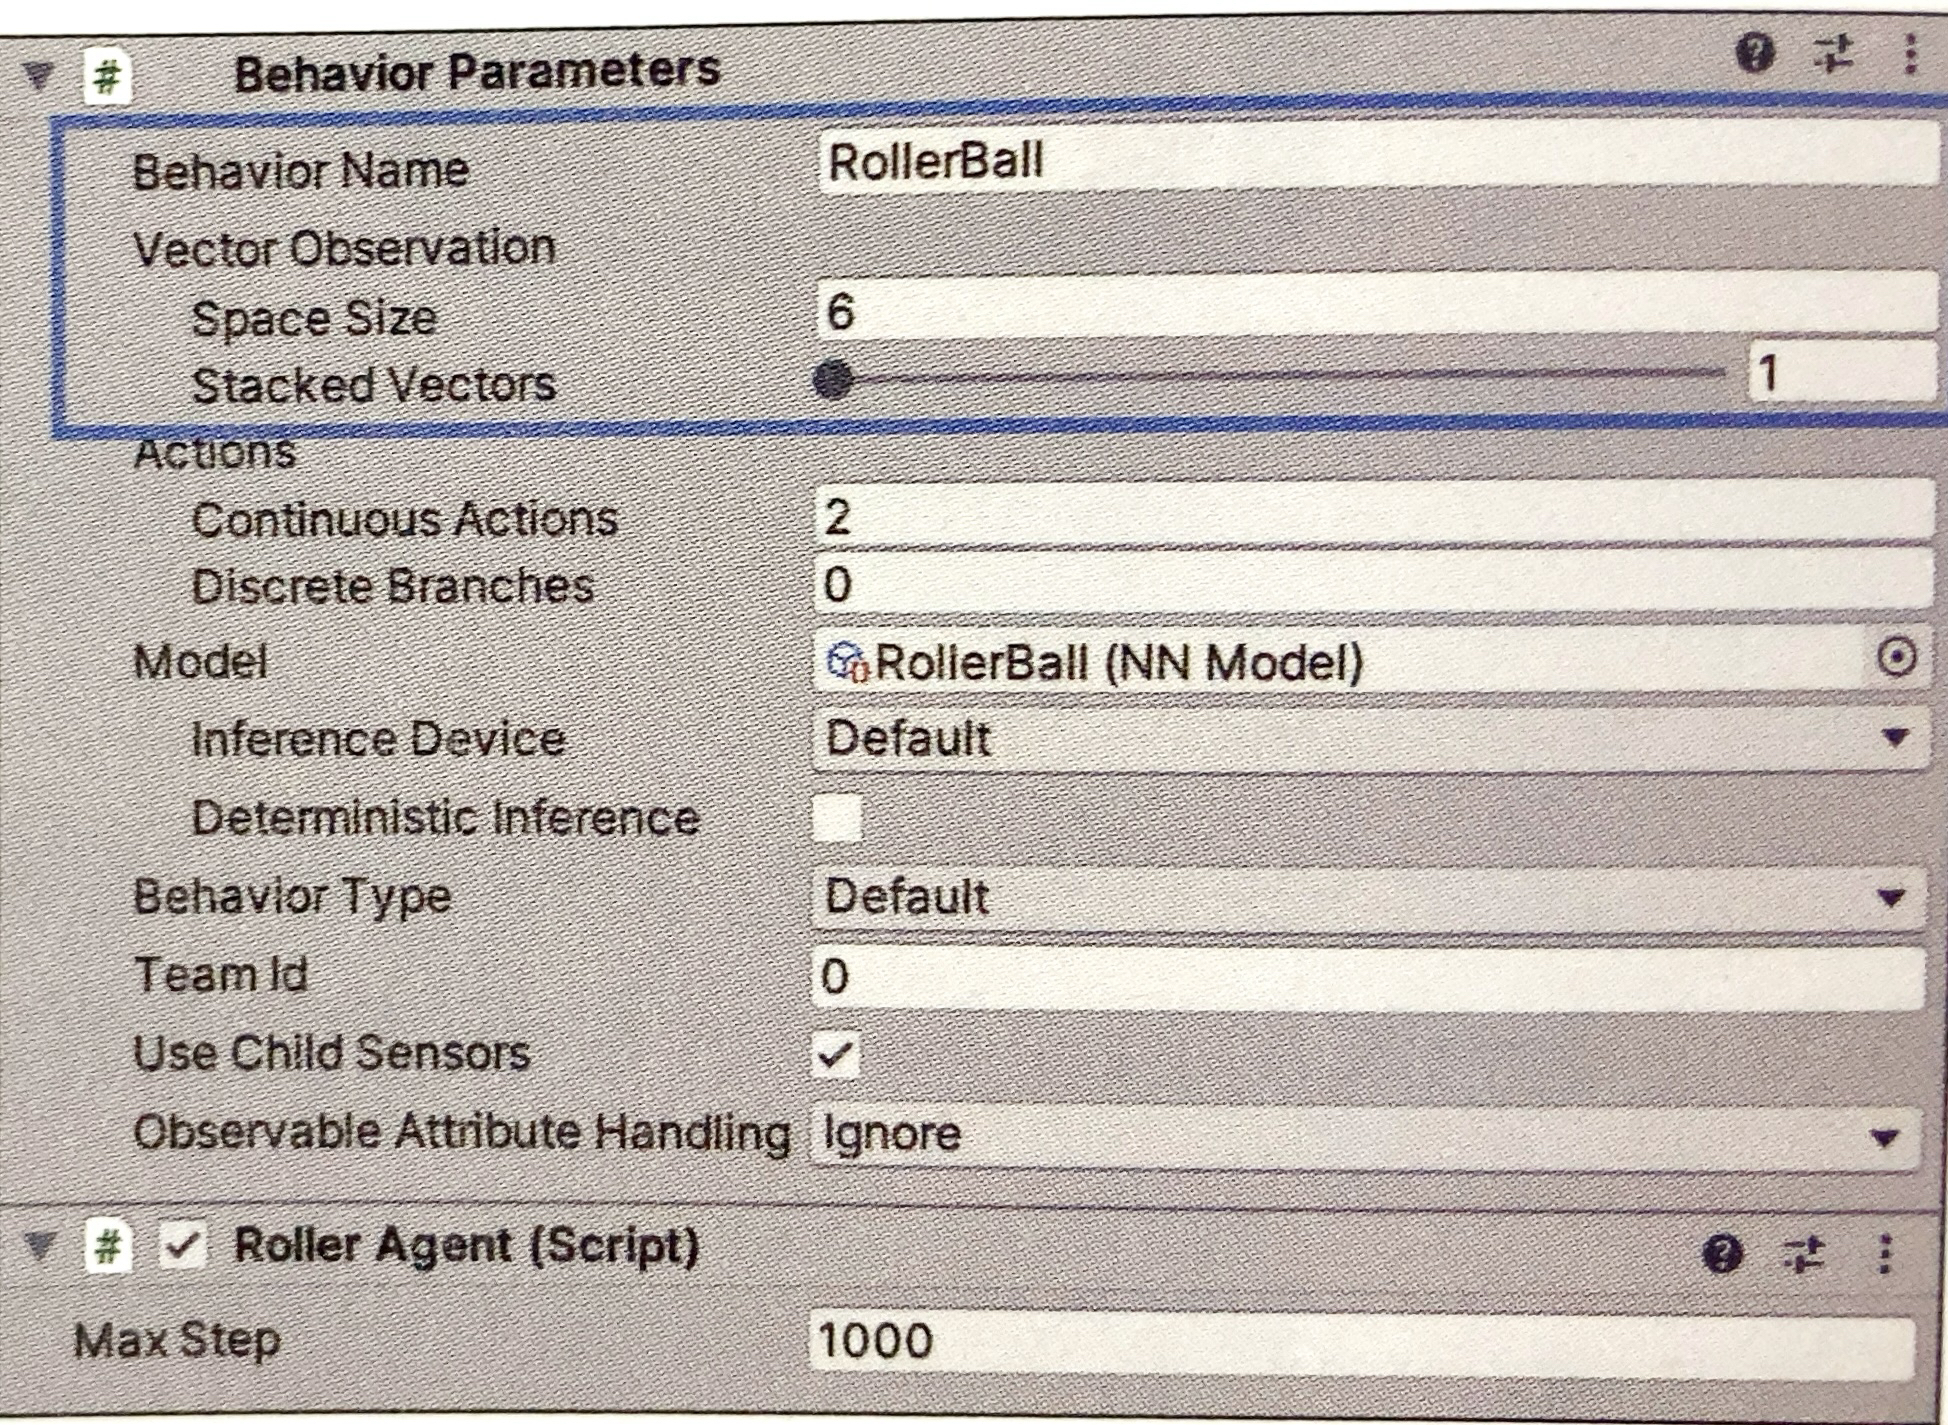 # Behavior Parameters
Behavior Name RollerBall
Vector Observation
Space Size 6
Stacked Vectors 1
Actions
Continuous Actions 2
Discrete Branches 0
Model RollerBall (NN Model)
Inference Device Default
Deterministic Inference
Behavior Type Default
Team Id 0
Use Child Sensors
Observable Attribute Handling Ignore
# Roller Agent (Script)
Max Step 1000